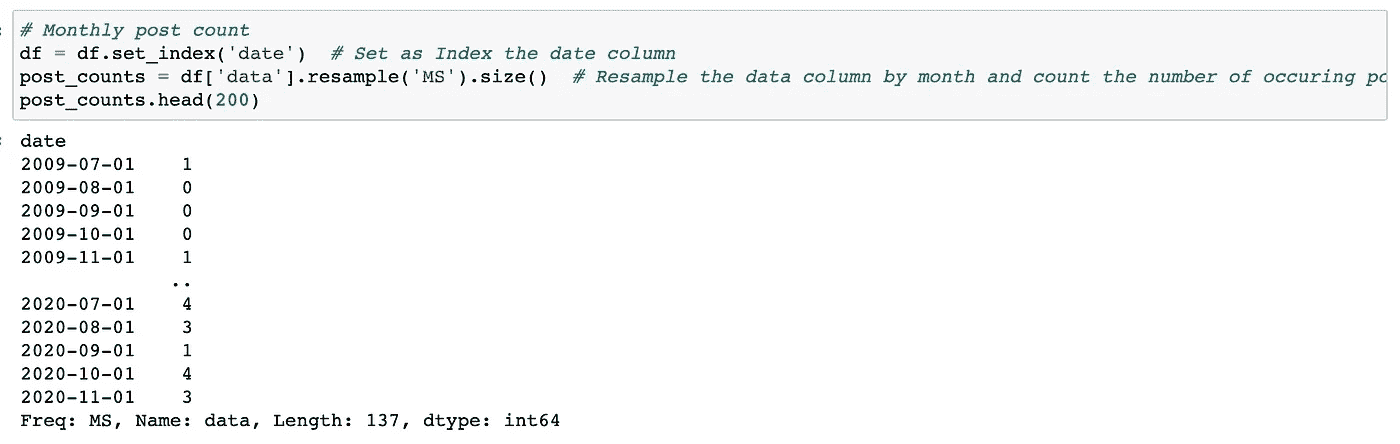 # Monthly post count
df = df.set_index('date')  # Set as Index the date column
post_counts = df['data'].resample('MS').size()  # Resample the data column by month and count the number of occuring
post_counts.head(200)
date
2009-07-01    1
2009-08-01    0
2009-09-01    0
2009-10-01    0
2009-11-01    1
..
2020-07-01    4
2020-08-01    3
2020-09-01    1
2020-10-01    4
2020-11-01    3
Freq: MS, Name: data, Length: 137, dtype: int64